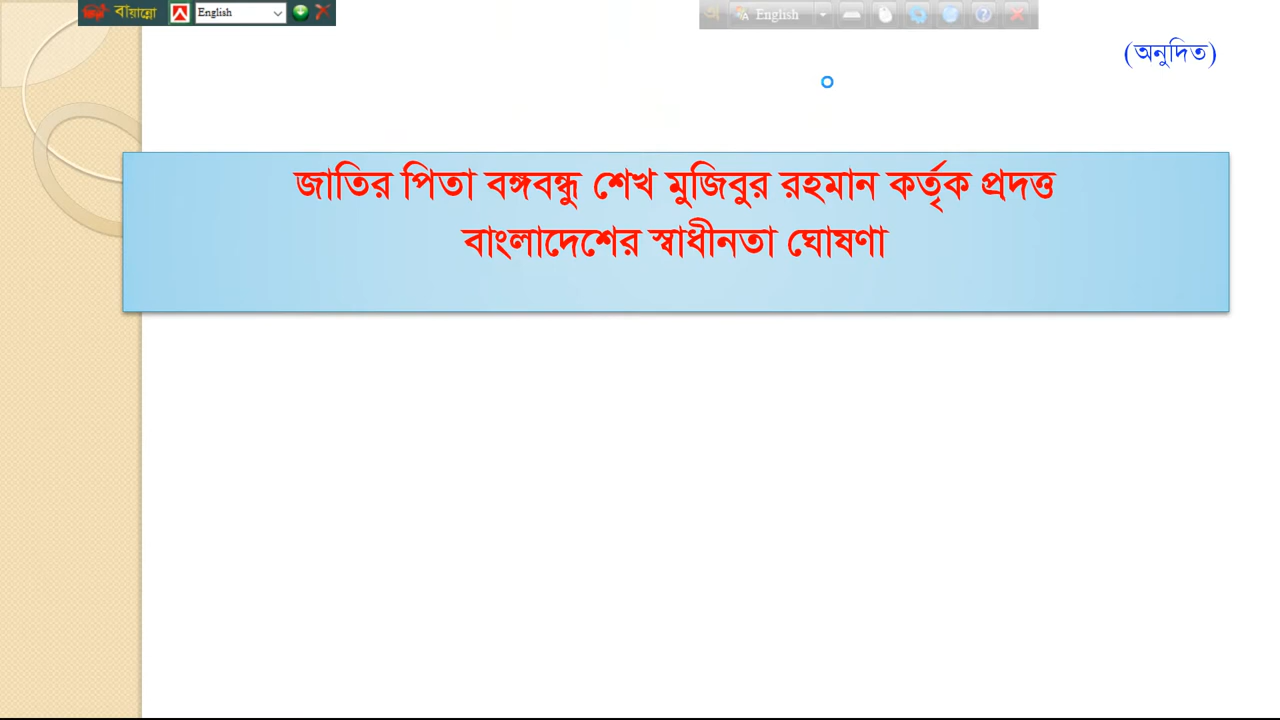 বায়ান্নো English English
(অনুদিত)
জাতির পিতা বঙ্গবন্ধু শেখ মুজিবুর রহমান কর্তৃক প্রদত্ত
বাংলাদেশের স্বাধীনতা ঘোষণা